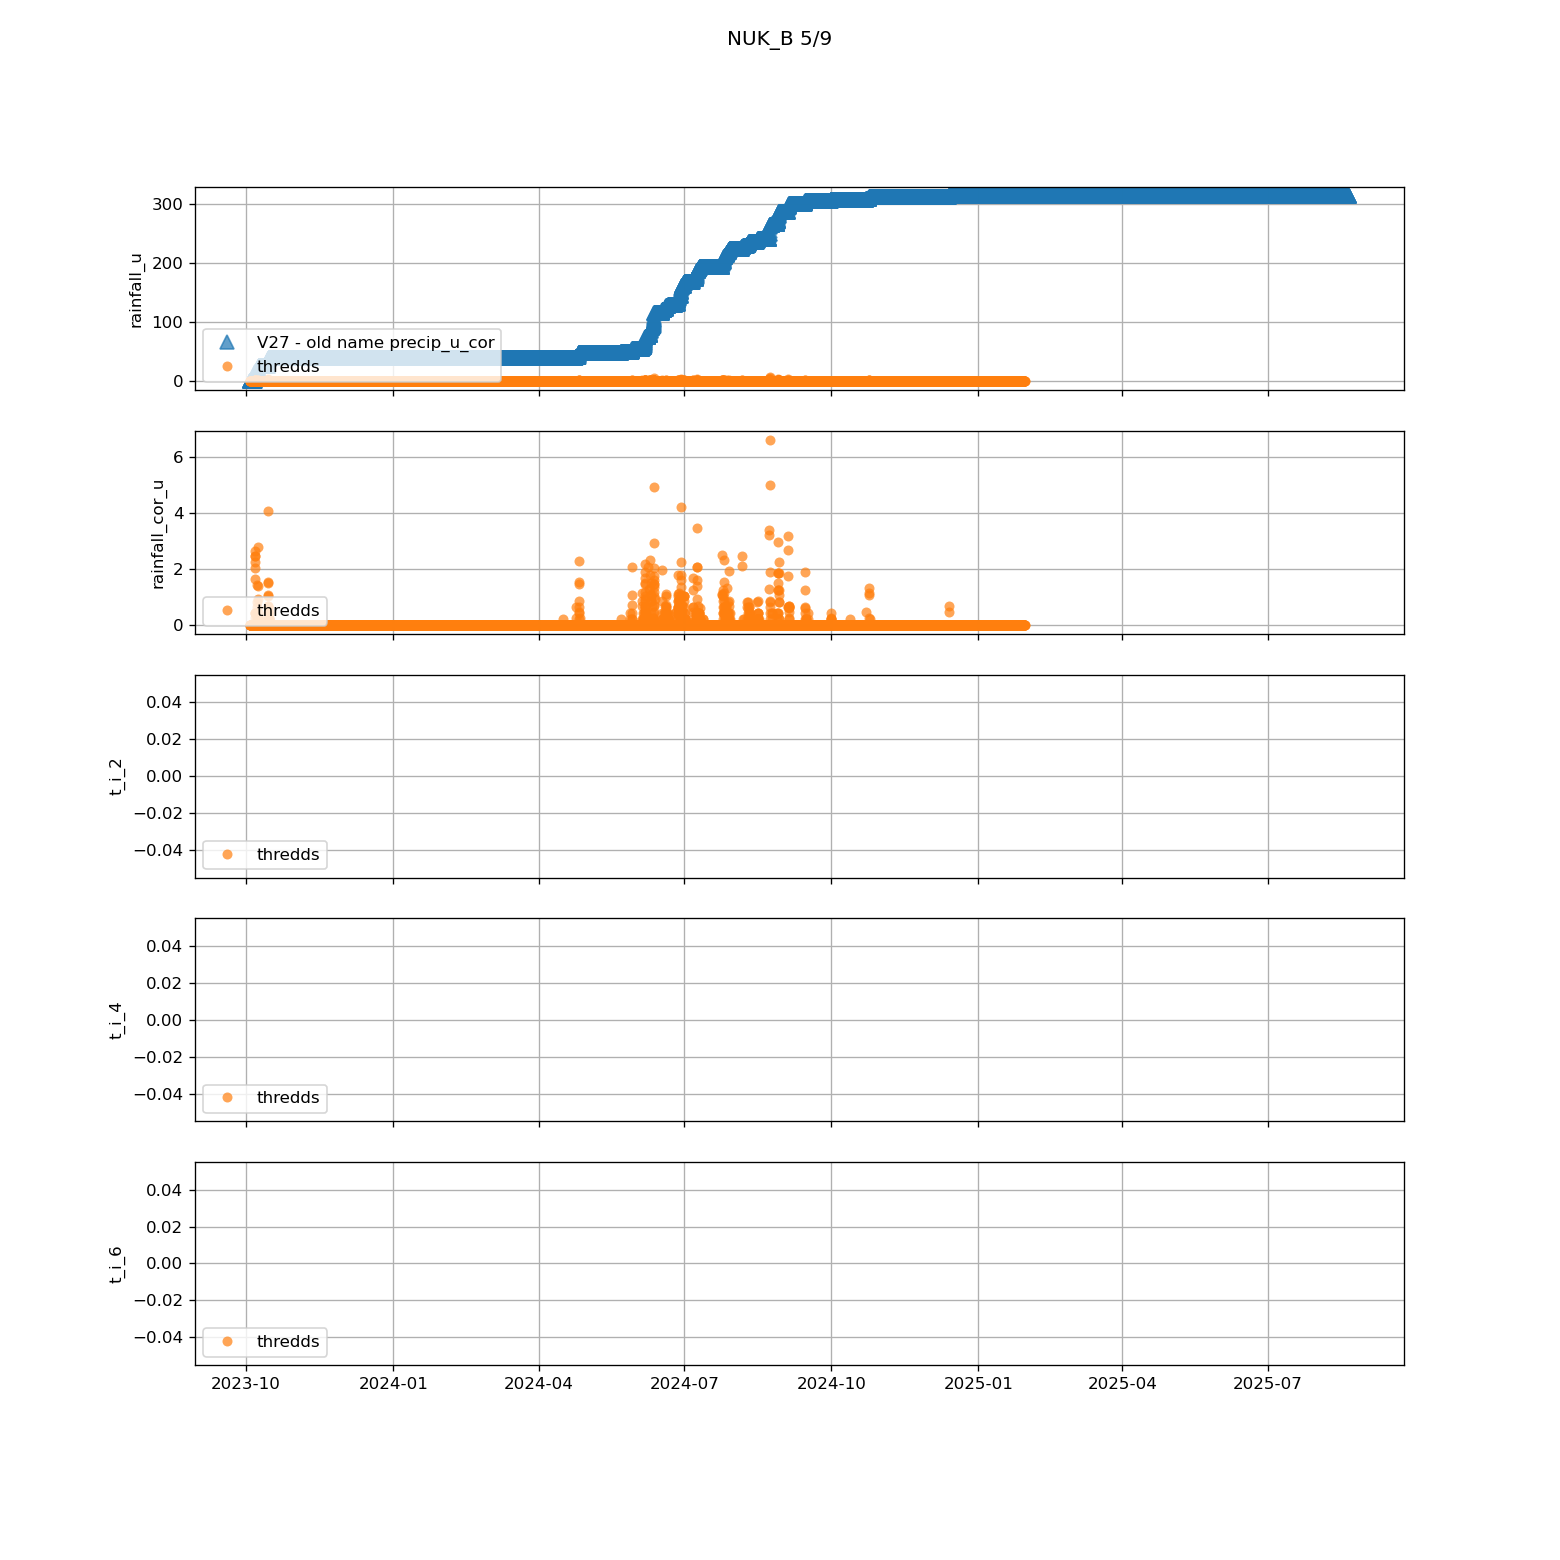 NUK_B 5/9
300
200
100
0
rainfall_u
V27 - old name precip_u_cor
thredds
6
4
2
0
rainfall_cor_u
thredds
0.04
0.02
0.00
−0.02
−0.04
t_i_2
thredds
0.04
0.02
0.00
−0.02
−0.04
t_i_4
thredds
0.04
0.02
0.00
−0.02
−0.04
t_i_6
thredds
2023-10 2024-01 2024-04 2024-07 2024-10 2025-01 2025-04 2025-07